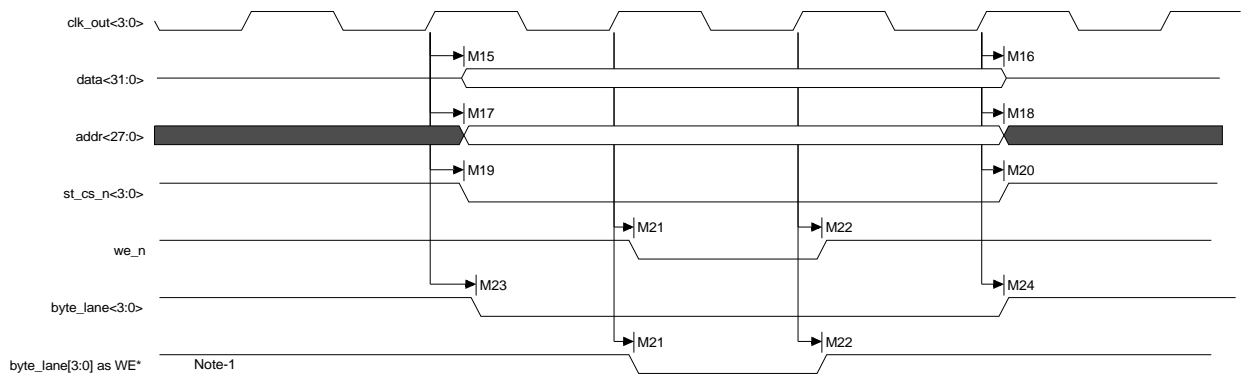 clk_out<3:0>
M15 M16
data<31:0>
M17 M18
addr<27:0>
M19 M20
st_cs_n<3:0>
M21 M22
we_n
M23 M24
byte_lane<3:0>
M21 M22
byte_lane[3:0] as WE* Note-1